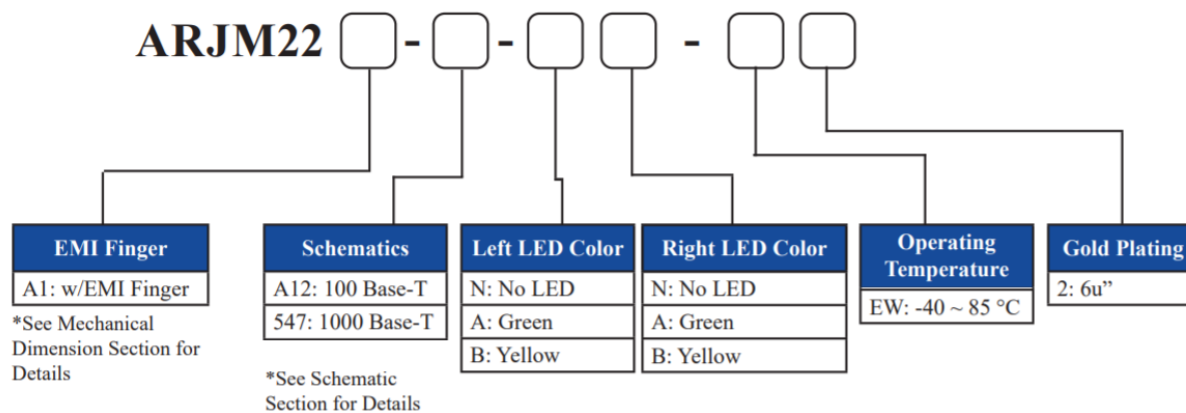 ARJM22 - - -
EMI Finger
A1: w/EMI Finger
*See Mechanical
Dimension Section for
Details
Schematics
A12: 100 Base-T
547: 1000 Base-T
*See Schematic
Section for Details
Left LED Color
N: No LED
A: Green
B: Yellow
Right LED Color
N: No LED
A: Green
B: Yellow
Operating
Temperature
EW: -40 ~ 85 °C
Gold Plating
2: 6u”